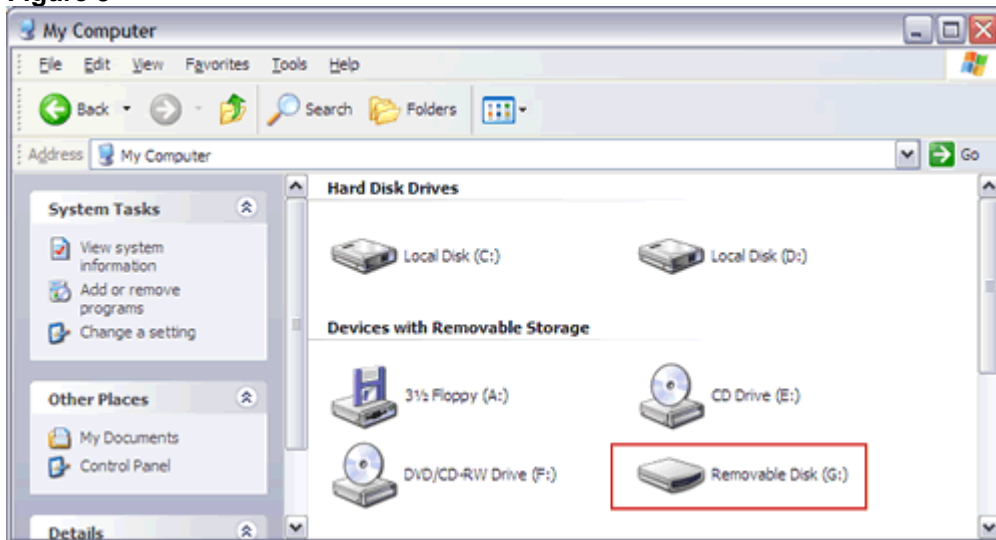 My Computer
File Edit View Favorites Tools Help
Back Search Folders
Address My Computer Go
System Tasks
View system
information
Add or remove
programs
Change a setting
Other Places
My Documents
Control Panel
Details
Hard Disk Drives
Local Disk (C:) Local Disk (D:)
Devices with Removable Storage
3½ Floppy (A:) CD Drive (E:)
DVD/CD-RW Drive (F:) Removable Disk (G:)